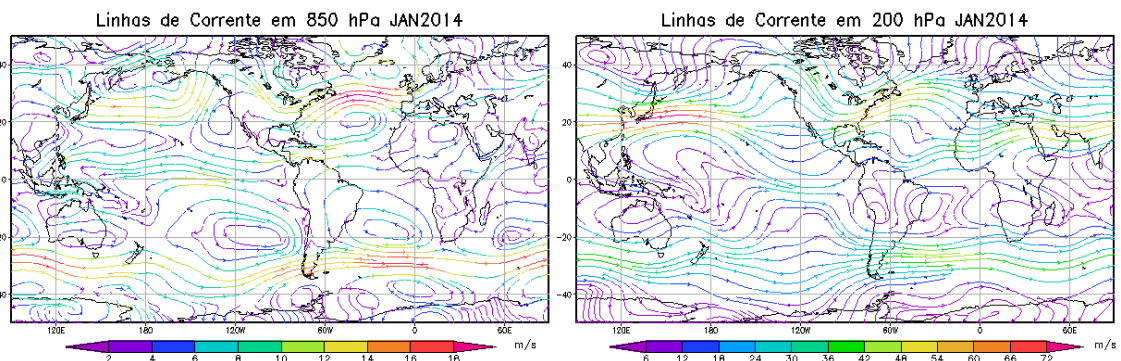 Linhas de Corrente em 850 hPa JAN2014
40
20
0
-20
-40
120E 180 120W 60W 0 60E
m/s
2 4 6 8 10 12 14 16 18
Linhas de Corrente em 200 hPa JAN2014
40
20
0
-20
-40
120E 180 120W 60W 0 60E
m/s
6 12 18 24 30 36 42 48 54 60 66 72